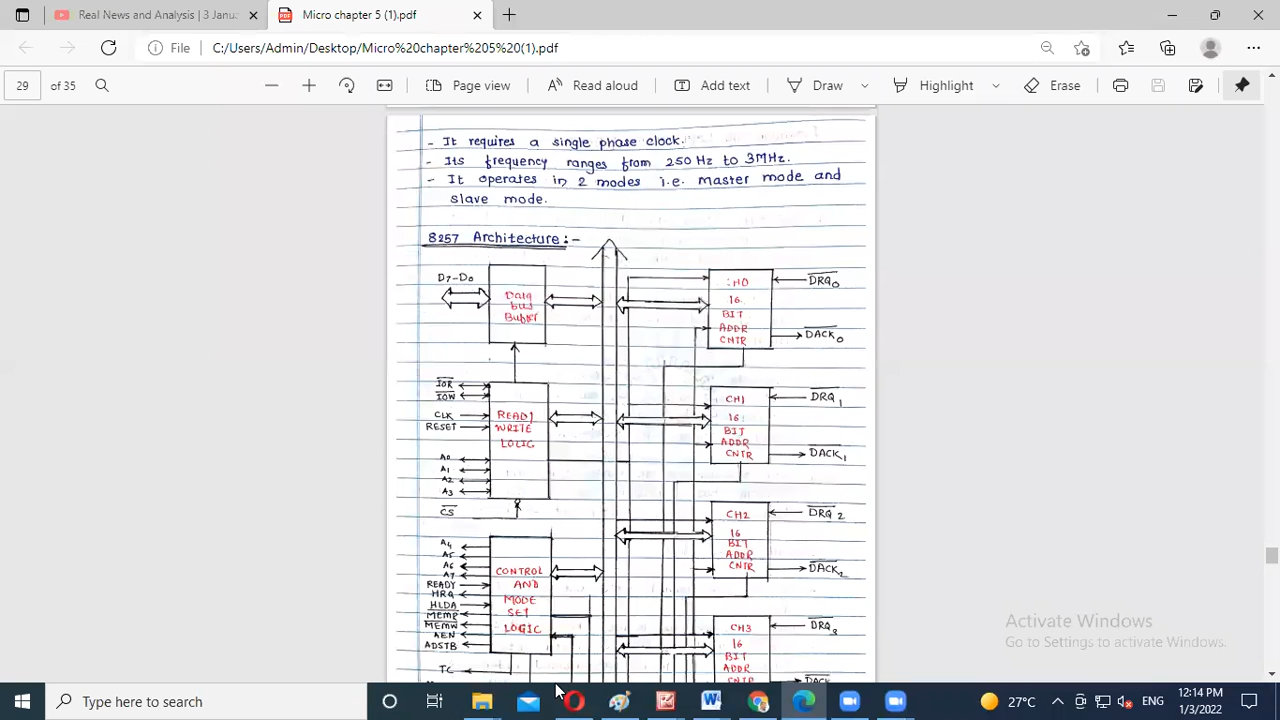 Real News and Analysis | 3 Janu
Micro chapter 5 (1).pdf
File
C:/Users/Admin/Desktop/Micro%20chapter%205%20(1).pdf
29 of 35
Page view
Read aloud
Add text
Draw
Highlight
Erase
- It requires a single phase clock.
- Its frequency ranges from 250 Hz to 3MHz.
- It operates in 2 modes i.e. master mode and
slave mode.
8257 Architecture:-
D7-D0
Data
bus
Buffer
IOR
IOW
CLK
RESET
READ/
WRITE
LOGIC
A0
A1
A2
A3
CS
A4
A5
A6
A7
READY
HRQ
HLDA
MEMR
MEMW
AEN
ADSTB
TC
CONTROL
AND
MODE
SET
LOGIC
CH0
16
BIT
ADDR
CNTR
DRQ0
DACK0
CH1
16
BIT
ADDR
CNTR
DRQ1
DACK1
CH2
16
BIT
ADDR
CNTR
DRQ2
DACK2
CH3
16
BIT
ADDR
CNTR
DRQ3
DACK
Activate Windows
Go to Settings to activate Windows.
Type here to search
27°C
ENG
12:14 PM
1/3/2022